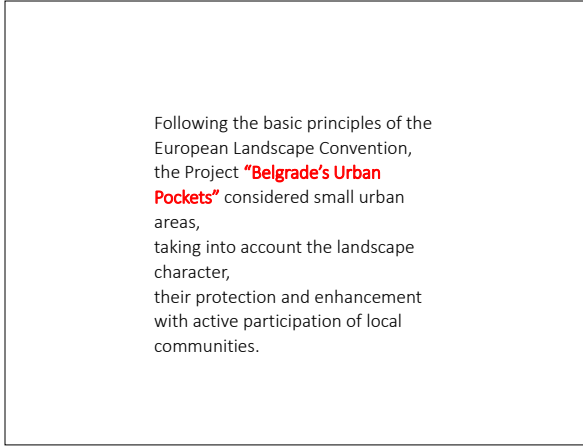 Following the basic principles of the
European Landscape Convention,
the Project “Belgrade’s Urban
Pockets” considered small urban
areas,
taking into account the landscape
character,
their protection and enhancement
with active participation of local
communities.